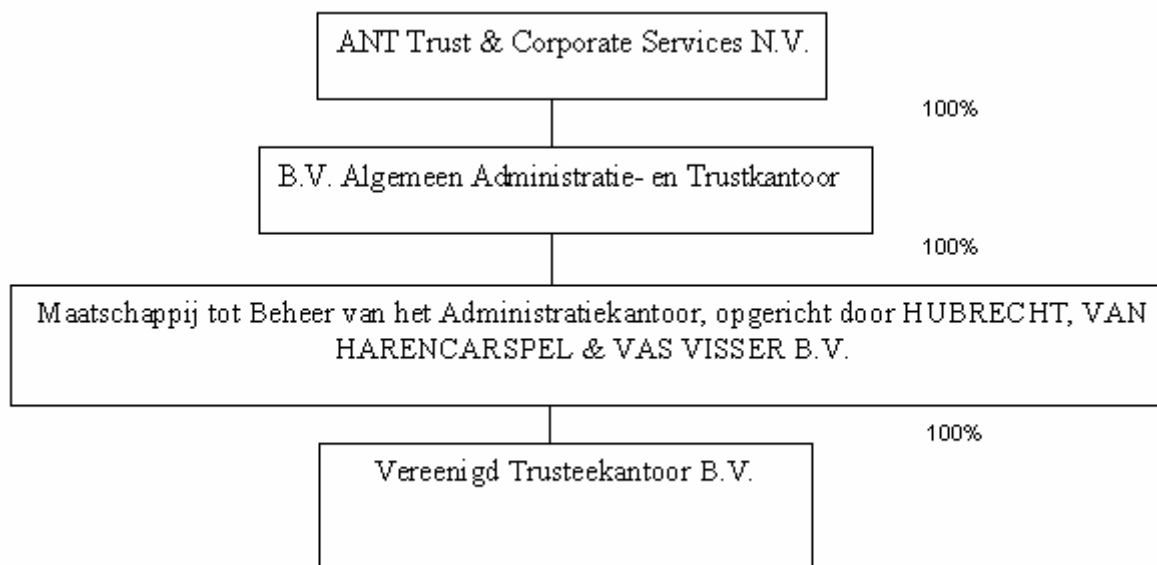 ANT Trust & Corporate Services N.V.
100%
B.V. Algemeen Administratie- en Trustkantoor
100%
Maatschappij tot Beheer van het Administratiekantoor, opgericht door HUBRECHT, VAN
HARENCARSPEL & VAS VISSER B.V.
100%
Vereenigd Trusteekantoor B.V.